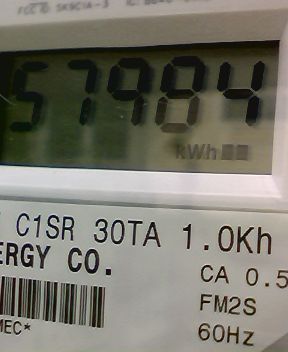 57984
kWh
C1SR 30TA 1.0Kh
ERGY CO.
CA 0.5
FM2S
60Hz
MEC*